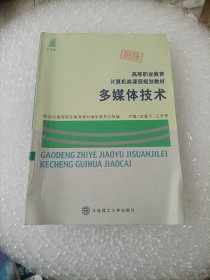 高等职业教育
计算机类课程规划教材
多媒体技术
GAODENG ZHIYE JIAOYU JISUANJILEI
KECHENG GUIHUA JIAOCAI
大连理工大学出版社